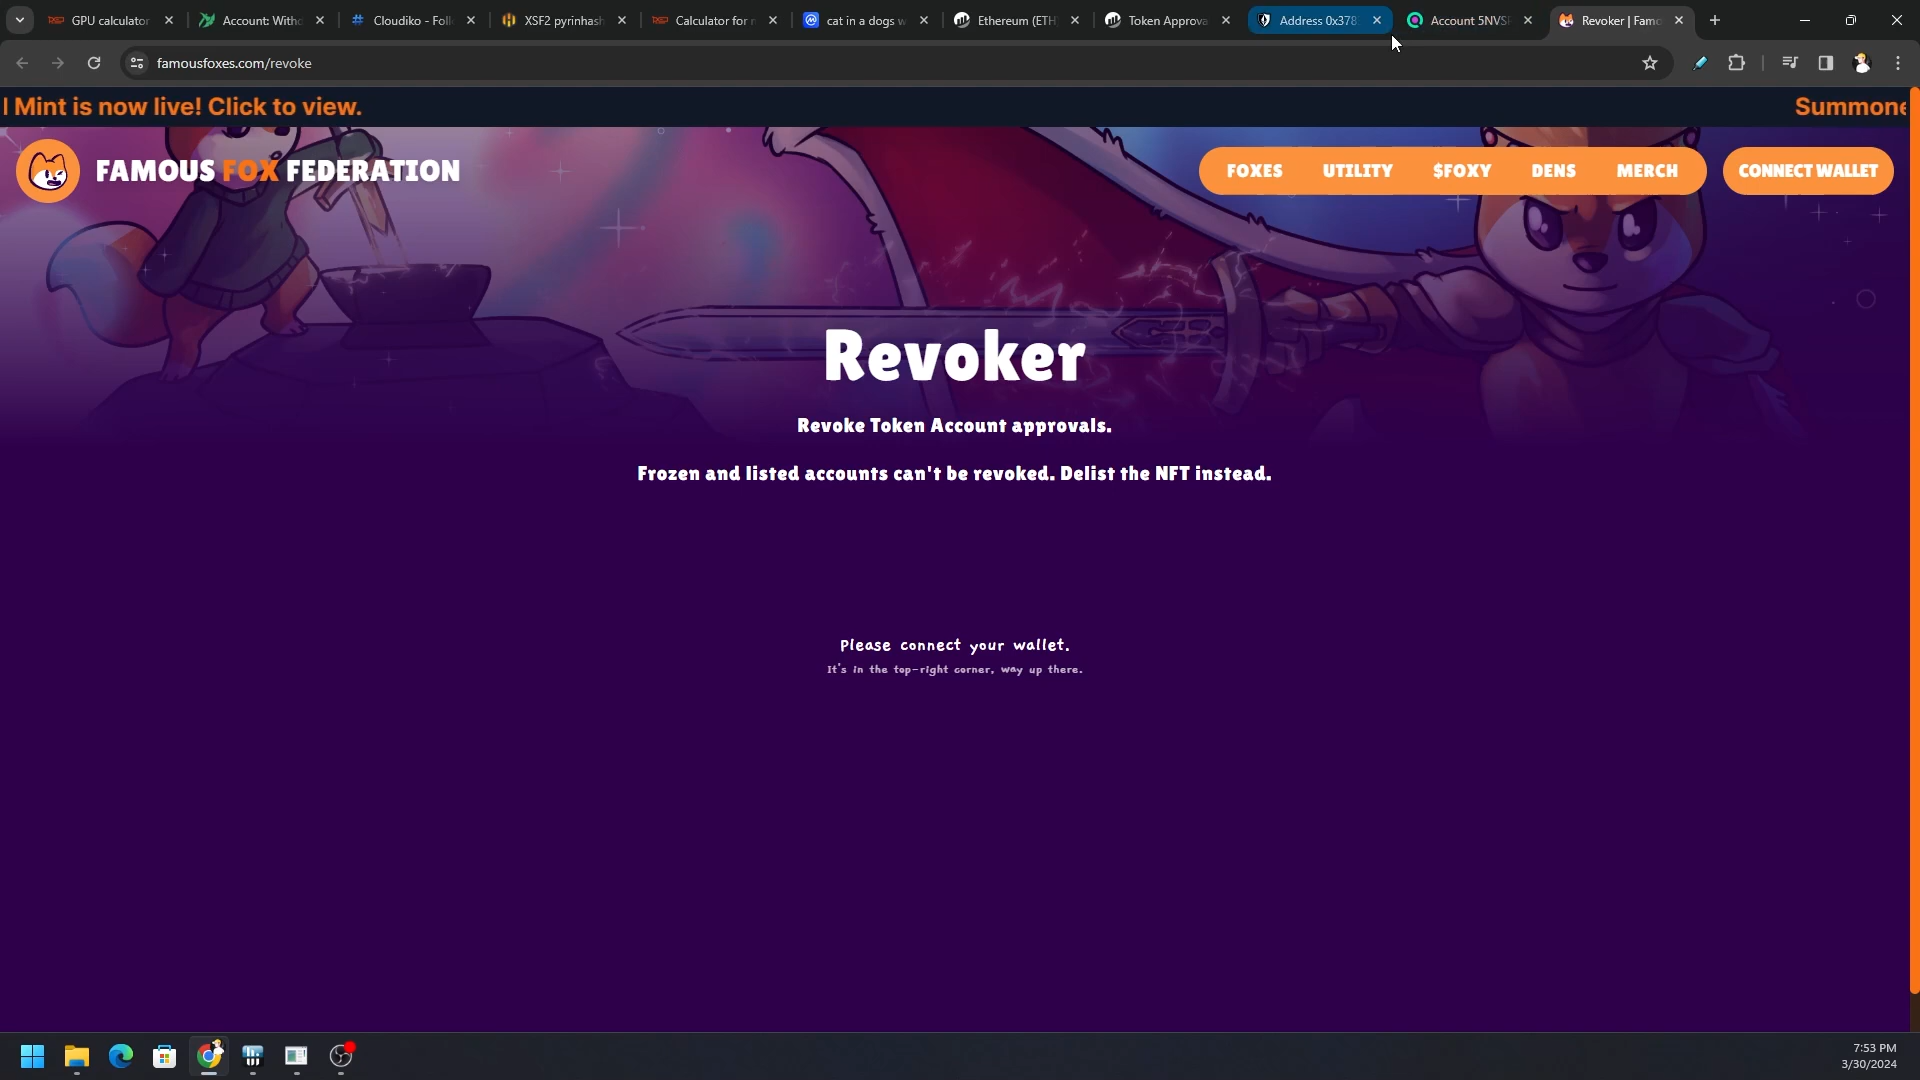 GPU calculator
Account: Withd
Cloudiko - Foll
XSF2 pyrinhash
Calculator for n
cat in a dogs w
Ethereum (ETH
Token Approva
Address 0x378
Account 5NVS
Revoker | Famo
famousfoxes.com/revoke
Mint is now live! Click to view.
Summone
FAMOUS FOX FEDERATION
FOXES
UTILITY
$FOXY
DENS
MERCH
CONNECT WALLET
Revoker
Revoke Token Account approvals.
Frozen and listed accounts can't be revoked. Delist the NFT instead.
Please connect your wallet.
It's in the top-right corner, way up there.
7:53 PM
3/30/2024